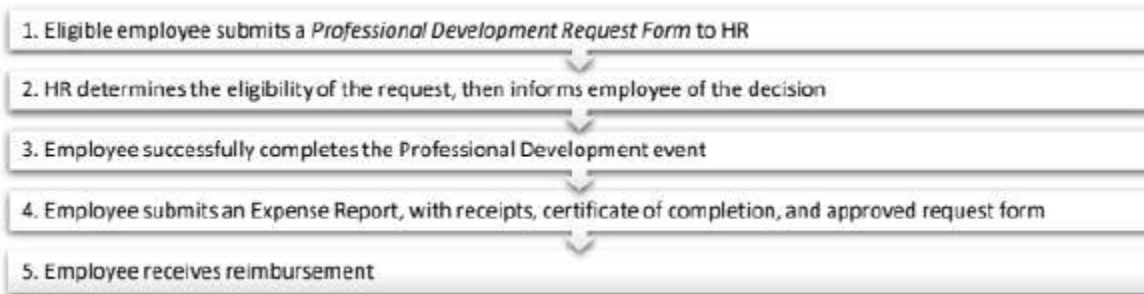 1. Eligible employee submits a Professional Development Request Form to HR
2. HR determines the eligibility of the request, then informs employee of the decision
3. Employee successfully completes the Professional Development event
4. Employee submits an Expense Report, with receipts, certificate of completion, and approved request form
5. Employee receives reimbursement